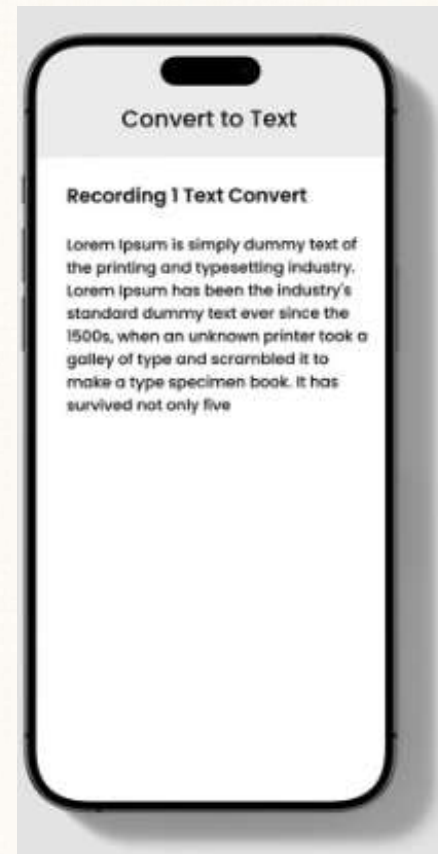 Convert to Text
Recording 1 Text Convert
Lorem Ipsum is simply dummy text of
the printing and typesetting industry.
Lorem Ipsum has been the industry's
standard dummy text ever since the
1500s, when an unknown printer took a
galley of type and scrambled it to
make a type specimen book. It has
survived not only five